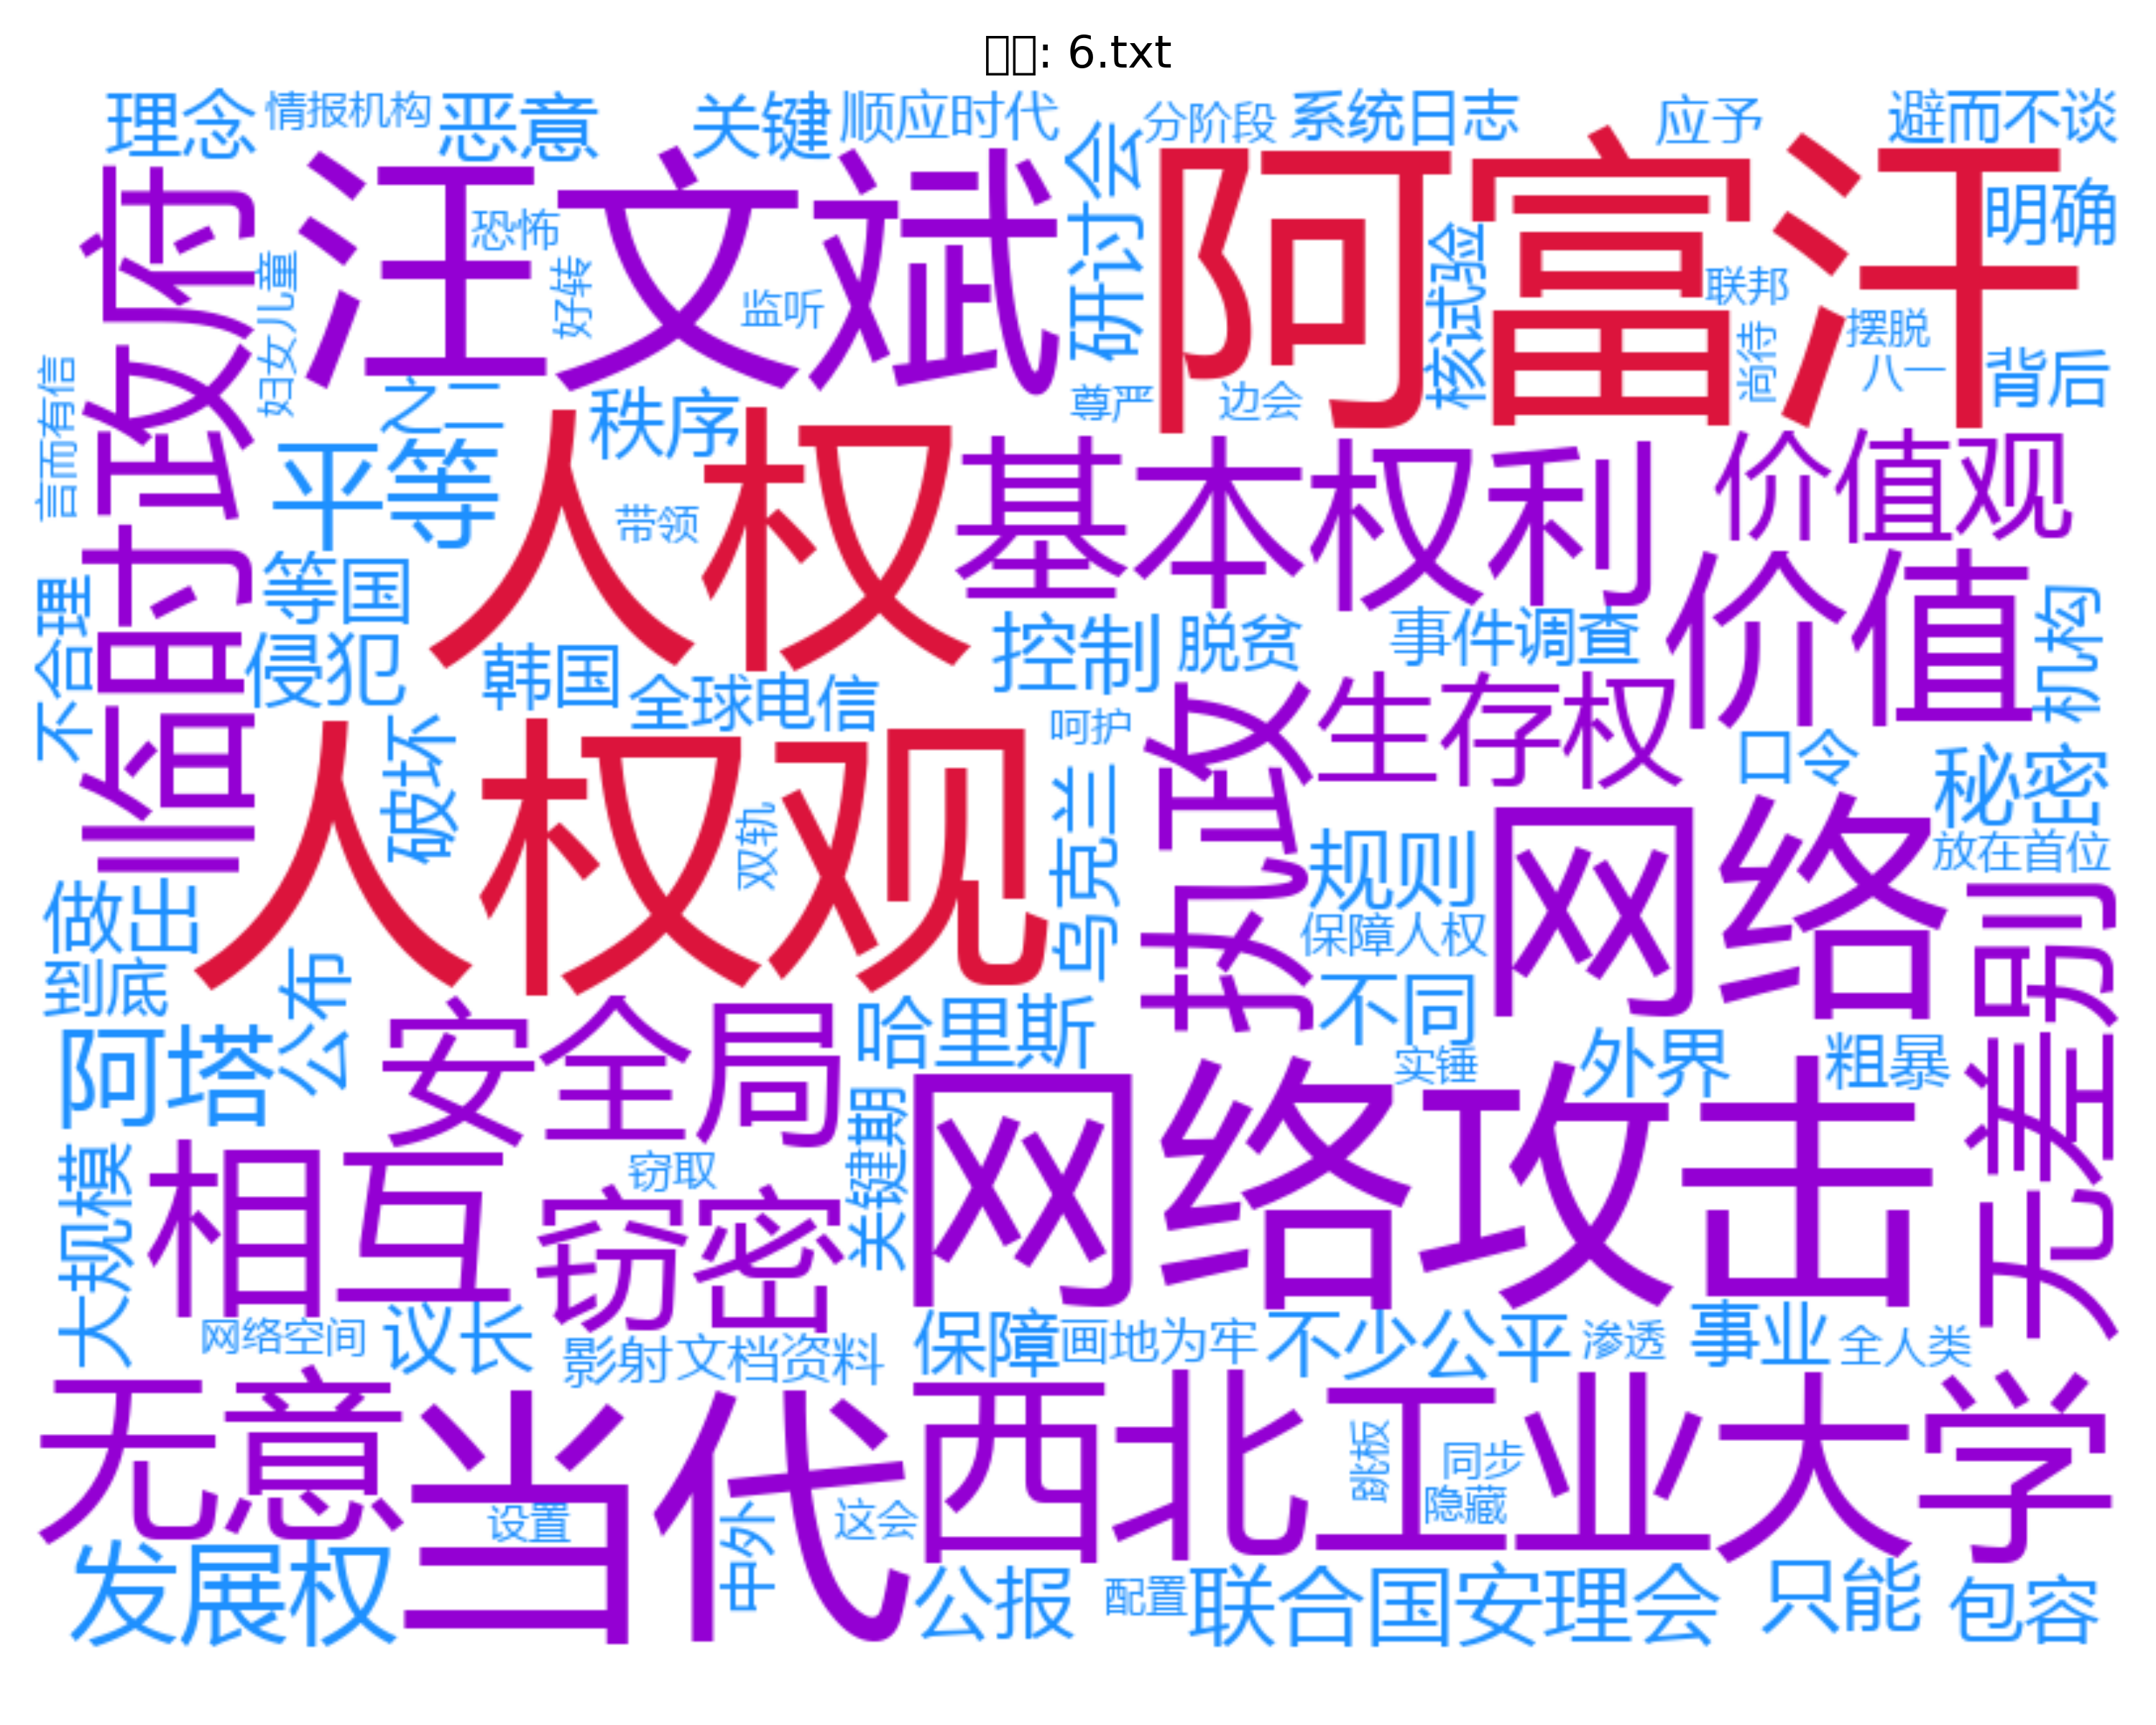 : 6.txt
理念 情报机构 恶意 关键 顺应时代 分阶段 系统日志 应予 避而不谈
汪文斌 阿富汗
研讨会
明确
恐怖
妇女儿童
好转
监听
核试验
联邦
摆脱
八一
背后
尊严 边会
临时政府
言而有信
之一
秩序
平等
人权
带领
基本权利
价值观
等国
不合理
侵犯
韩国
全球电信
控制 脱贫 事件调查
价值
机构
人权观
破坏
双轨
呵护
乌克兰
执政
生存权
口令
秘密
放在首位
规则
保障人权
网络
无差别
做出
到底
公布
阿塔
安全局
哈里斯
不同
实锤
外界 粗暴
大规模
相互
窃取
窃密
关键期
网络攻击
网络空间 议长
影射 文档资料
保障 画地为牢 不少 公平 渗透 事业 全人类
无意
当代
西北工业大学
设置
中外
这会
跳板
同步
隐藏
发展权
公报 配置 联合国安理会 只能 包容